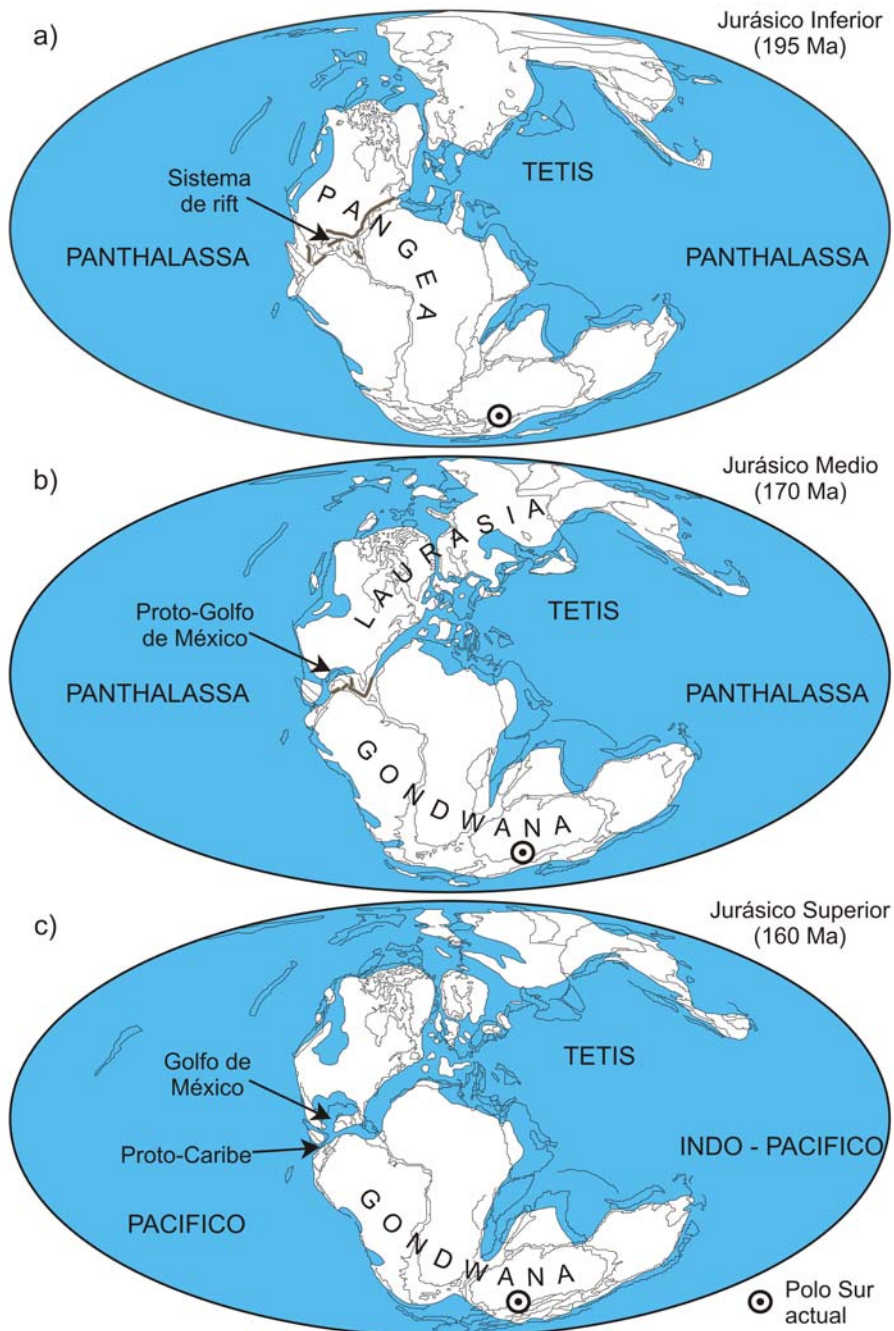 a)
Jurásico Inferior
(195 Ma)
TETIS
Sistema
de rift
PANGEA
PANTHALASSA
PANTHALASSA
b)
Jurásico Medio
(170 Ma)
LAURASIA
Proto-Golfo
de México
TETIS
PANTHALASSA
PANTHALASSA
GONDWANA
c)
Jurásico Superior
(160 Ma)
TETIS
Golfo de
México
Proto-Caribe
INDO - PACIFICO
PACIFICO
GONDWANA
Polo Sur
actual